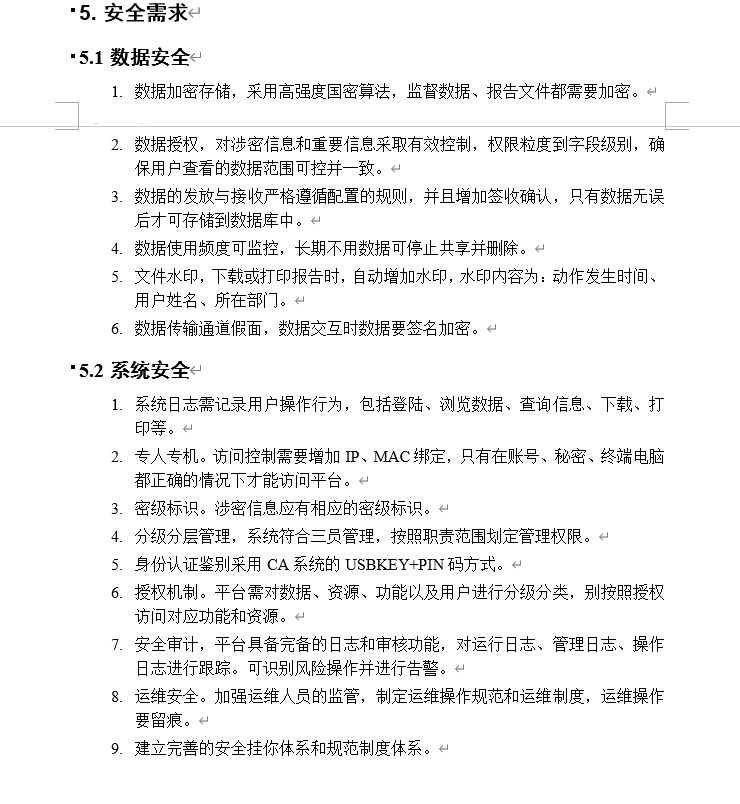 5. 安全需求
5.1 数据安全
1. 数据加密存储，采用高强度国密算法，监督数据、报告文件都需要加密。
2. 数据授权，对涉密信息和重要信息采取有效控制，权限粒度到字段级别，确
保用户查看的数据范围可控并一致。
3. 数据的发放与接收严格遵循配置的规则，并且增加签收确认，只有数据无误
后才可存储到数据库中。
4. 数据使用频度可监控，长期不用数据可停止共享并删除。
5. 文件水印，下载或打印报告时，自动增加水印，水印内容为：动作发生时间、
用户姓名、所在部门。
6. 数据传输通道假面，数据交互时数据要签名加密。
5.2 系统安全
1. 系统日志需记录用户操作行为，包括登陆、浏览数据、查询信息、下载、打
印等。
2. 专人专机。访问控制需要增加 IP、MAC 绑定，只有在账号、秘密、终端电脑
都正确的情况下才能访问平台。
3. 密级标识。涉密信息应有相应的密级标识。
4. 分级分层管理，系统符合三员管理，按照职责范围划定管理权限。
5. 身份认证鉴别采用 CA 系统的 USBKEY+PIN 码方式。
6. 授权机制。平台需对数据、资源、功能以及用户进行分级分类，别按照授权
访问对应功能和资源。
7. 安全审计，平台具备完备的日志和审核功能，对运行日志、管理日志、操作
日志进行跟踪。可识别风险操作并进行告警。
8. 运维安全。加强运维人员的监管，制定运维操作规范和运维制度，运维操作
要留痕。
9. 建立完善的安全挂你体系和规范制度体系。